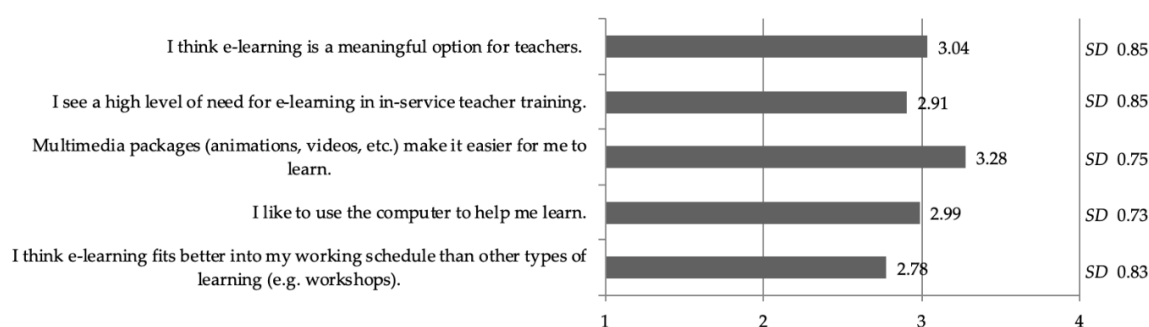 I think e-learning is a meaningful option for teachers.
3.04
SD 0.85
I see a high level of need for e-learning in in-service teacher training.
2.91
SD 0.85
Multimedia packages (animations, videos, etc.) make it easier for me to
learn.
3.28
SD 0.75
I like to use the computer to help me learn.
2.99
SD 0.73
I think e-learning fits better into my working schedule than other types of
learning (e.g. workshops).
2.78
SD 0.83
1 2 3 4